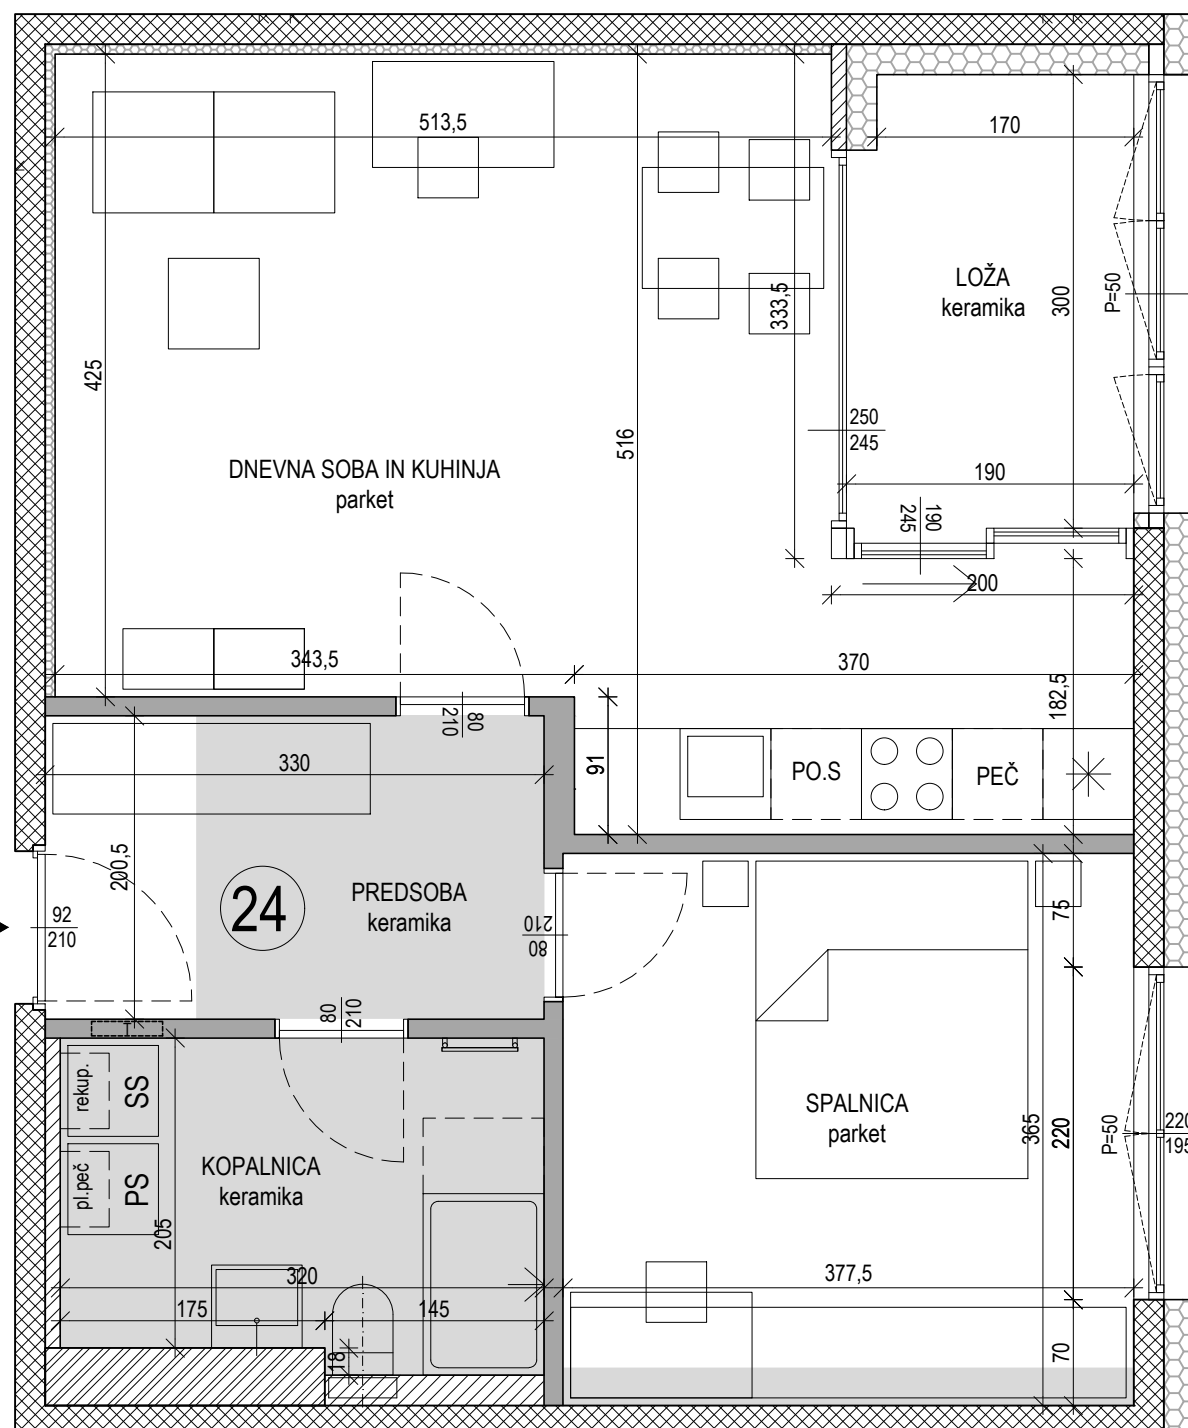 513,5
170
LOŽA
keramika
300
P=50
333,5
425
516
250
245
DNEVNA SOBA IN KUHINJA
parket
190
190
245
200
343,5
370
182,5
80
210
330
91
PO.S
PEČ
200,5
24
PREDSOBA
keramika
92
210
80
210
75
80
210
T
rekup.
SS
pl.peč
PS
KOPALNICA
keramika
205
SPALNICA
parket
365
220
P=50
220
195
320
175
145
18
377,5
70